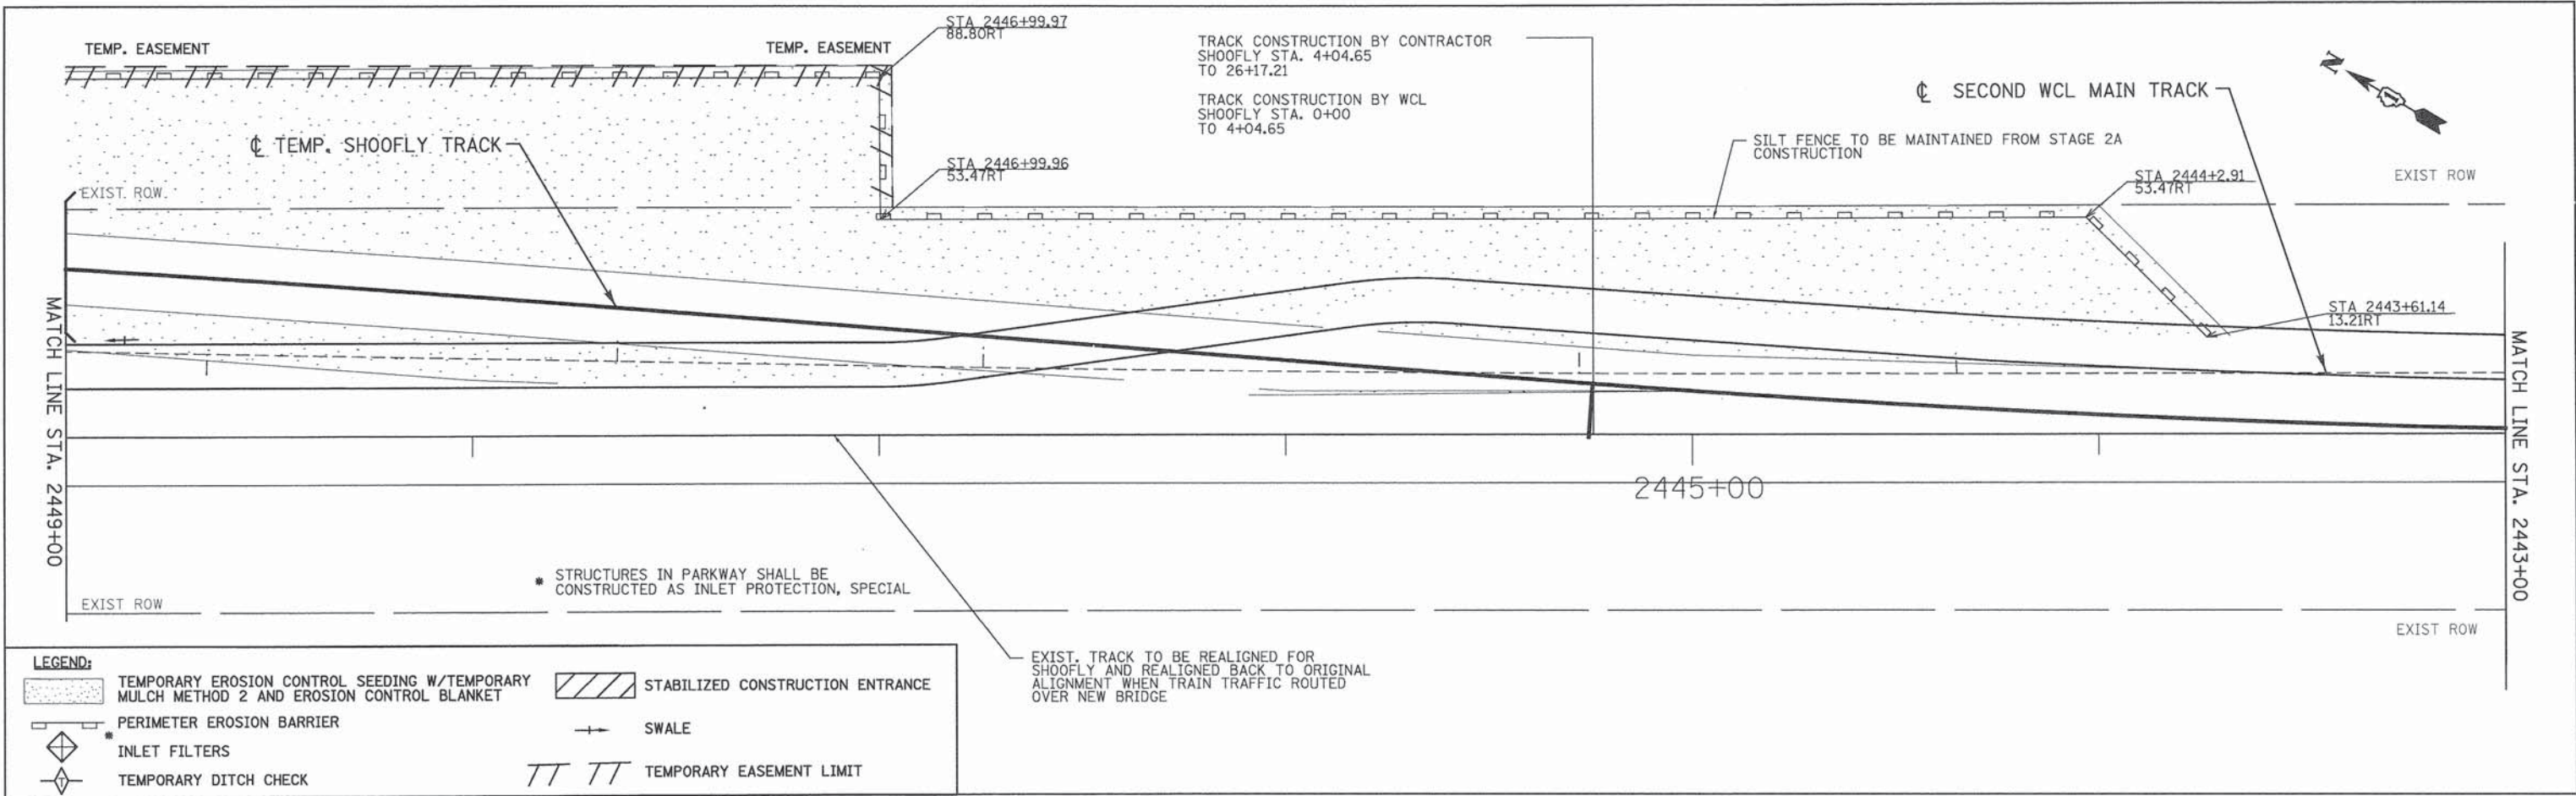 TEMP. EASEMENT
TEMP. EASEMENT
STA 2446+99.97
88.80RT
TRACK CONSTRUCTION BY CONTRACTOR
SHOOFLY STA. 4+04.65
TO 26+17.21
TRACK CONSTRUCTION BY WCL
SHOOFLY STA. 0+00
TO 4+04.65
℄ SECOND WCL MAIN TRACK
N
℄ TEMP. SHOOFLY TRACK
SILT FENCE TO BE MAINTAINED FROM STAGE 2A
CONSTRUCTION
STA 2446+99.96
53.47RT
STA 2444+2.91
53.47RT
EXIST ROW
EXIST. ROW.
STA 2443+61.14
13.21RT
MATCH LINE STA. 2449+00
MATCH LINE STA. 2443+00
2445+00
* STRUCTURES IN PARKWAY SHALL BE
CONSTRUCTED AS INLET PROTECTION, SPECIAL
EXIST ROW
EXIST ROW
EXIST. TRACK TO BE REALIGNED FOR
SHOOFLY AND REALIGNED BACK TO ORIGINAL
ALIGNMENT WHEN TRAIN TRAFFIC ROUTED
OVER NEW BRIDGE
LEGEND:
TEMPORARY EROSION CONTROL SEEDING W/TEMPORARY
MULCH METHOD 2 AND EROSION CONTROL BLANKET
PERIMETER EROSION BARRIER
* INLET FILTERS
T TEMPORARY DITCH CHECK
STABILIZED CONSTRUCTION ENTRANCE
SWALE
TEMPORARY EASEMENT LIMIT